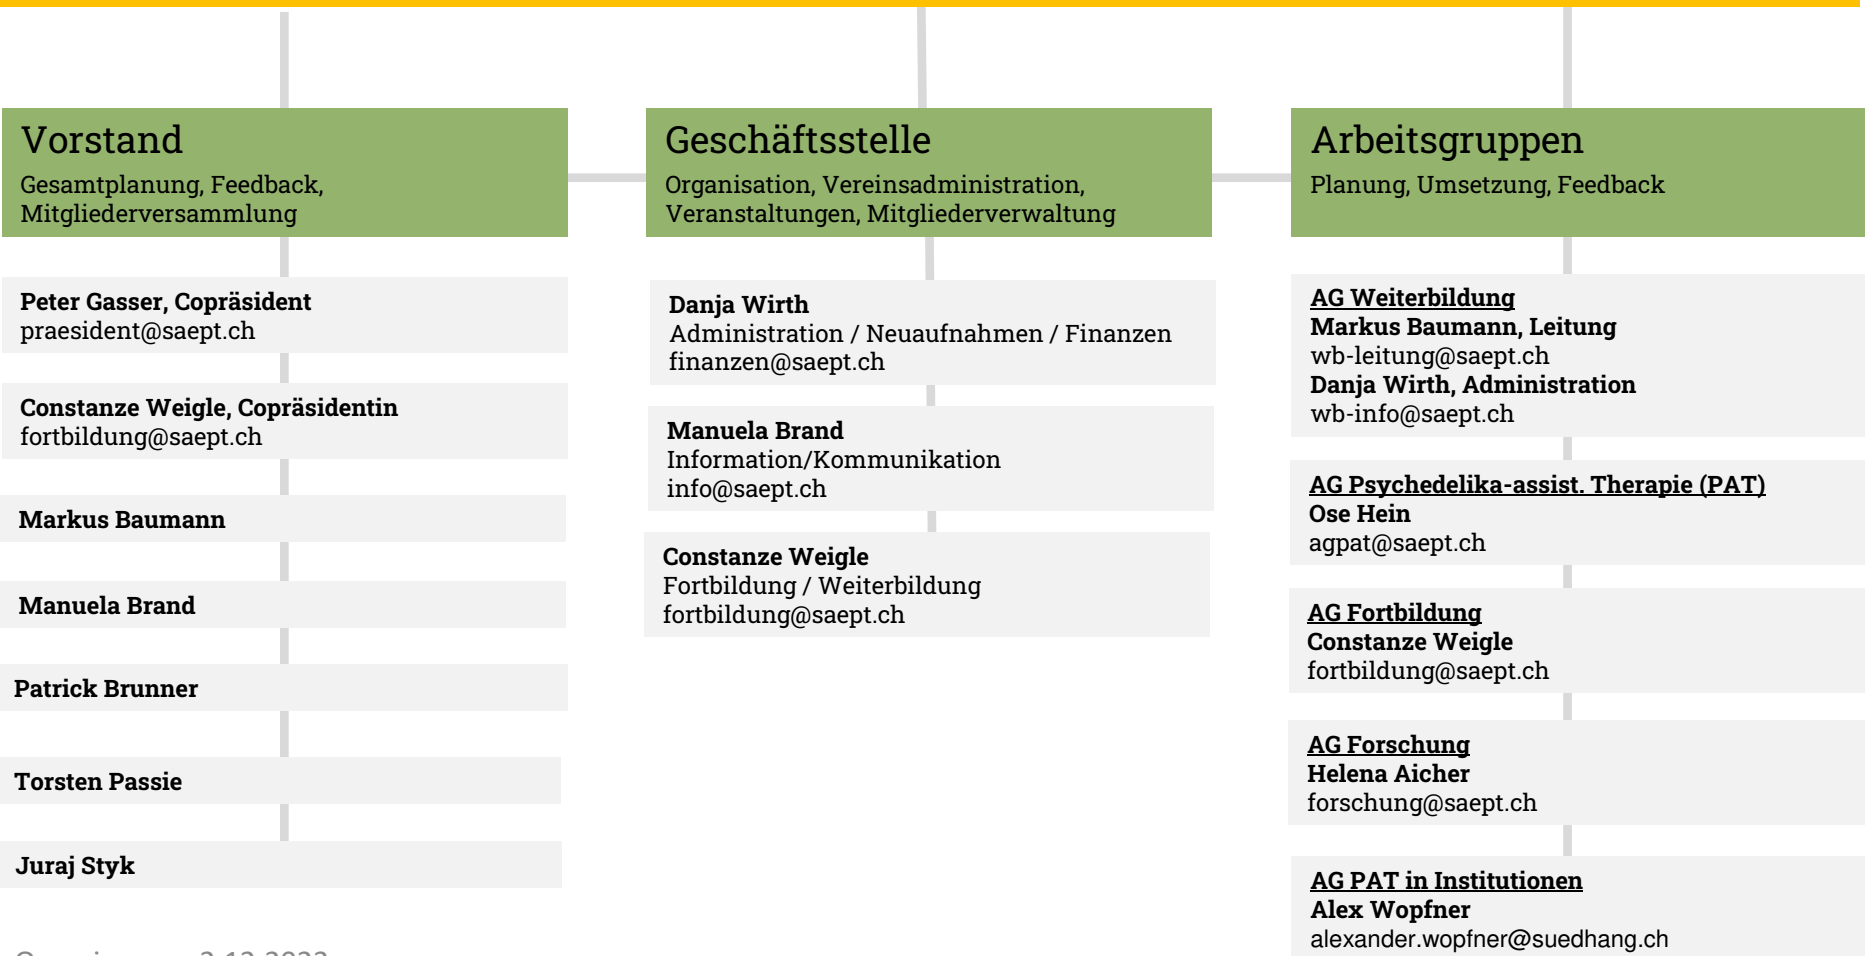 Vorstand
Gesamtplanung, Feedback,
Mitgliederversammlung
Peter Gasser, Copräsident
praesident@saept.ch
Constanze Weigle, Copräsidentin
fortbildung@saept.ch
Markus Baumann
Manuela Brand
Patrick Brunner
Torsten Passie
Juraj Styk
Geschäftsstelle
Organisation, Vereinsadministration,
Veranstaltungen, Mitgliederverwaltung
Danja Wirth
Administration / Neuaufnahmen / Finanzen
finanzen@saept.ch
Manuela Brand
Information/Kommunikation
info@saept.ch
Constanze Weigle
Fortbildung / Weiterbildung
fortbildung@saept.ch
Arbeitsgruppen
Planung, Umsetzung, Feedback
AG Weiterbildung
Markus Baumann, Leitung
wb-leitung@saept.ch
Danja Wirth, Administration
wb-info@saept.ch
AG Psychedelika-assist. Therapie (PAT)
Ose Hein
agpat@saept.ch
AG Fortbildung
Constanze Weigle
fortbildung@saept.ch
AG Forschung
Helena Aicher
forschung@saept.ch
AG PAT in Institutionen
Alex Wopfner
alexander.wopfner@suedhang.ch